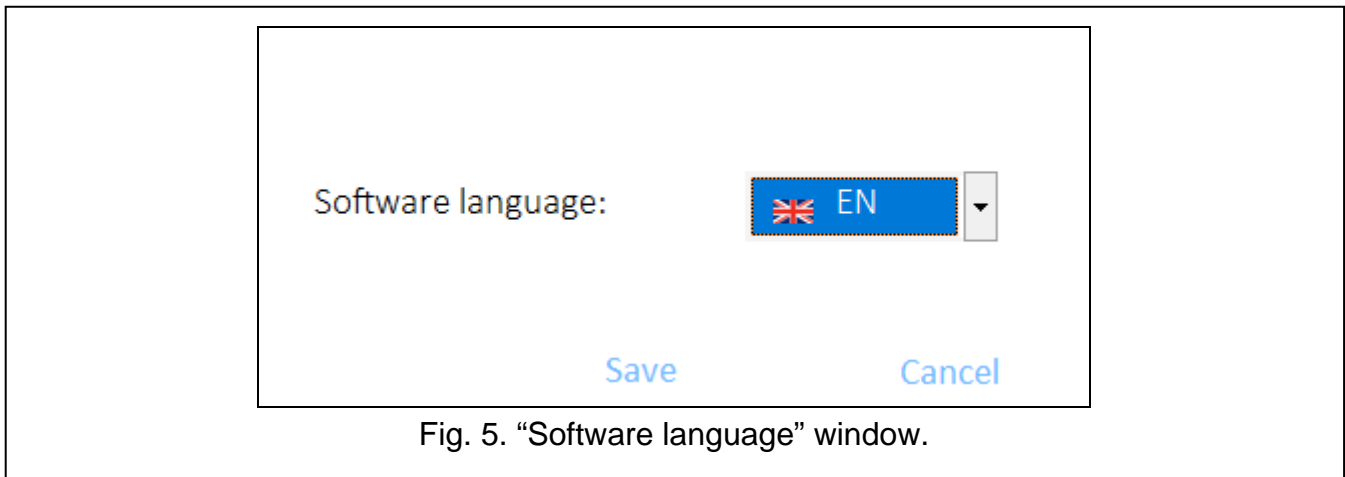 Software language:
EN
Save
Cancel
Fig. 5. “Software language” window.